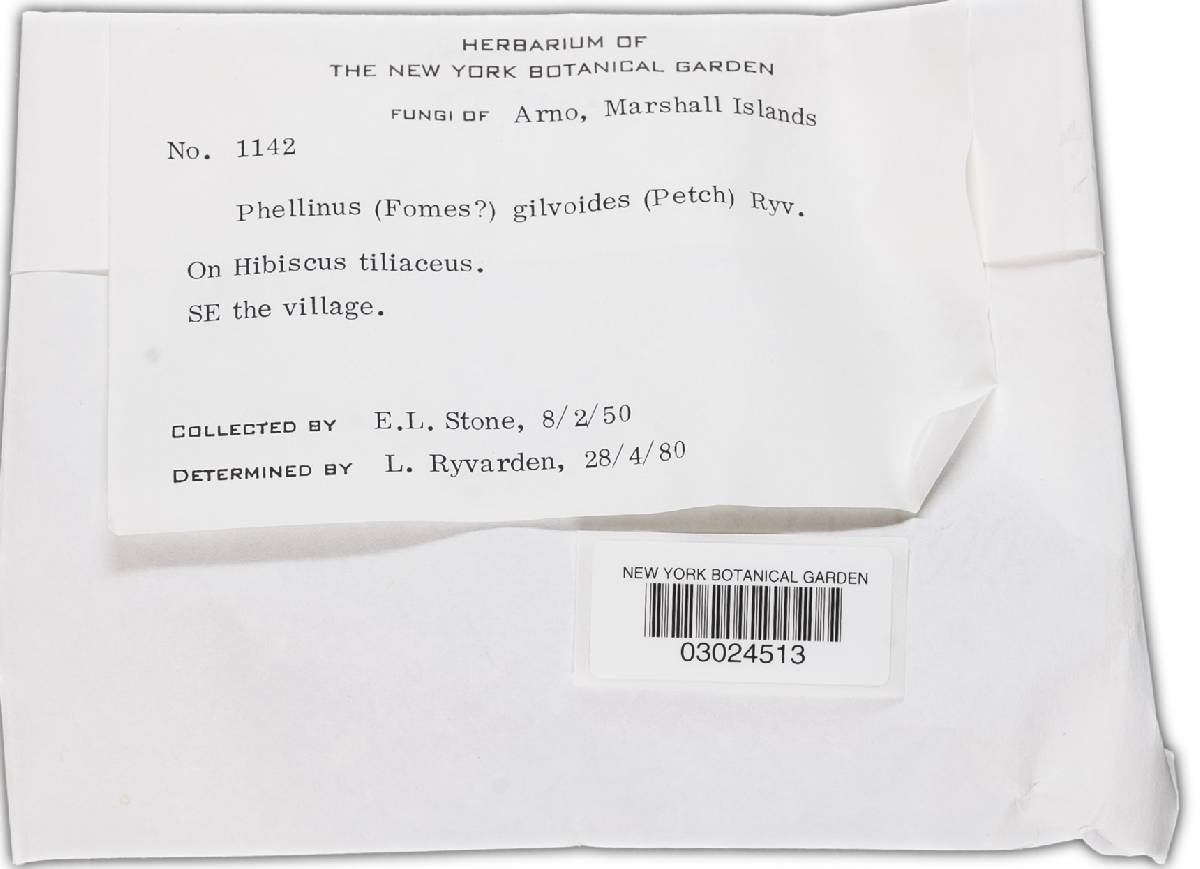 HERBARIUM OF
THE NEW YORK BOTANICAL GARDEN
FUNGI OF Arno, Marshall Islands
No. 1142
Phellinus (Fomes?) gilvoides (Petch) Ryv.
On Hibiscus tiliaceus.
SE the village.
COLLECTED BY E.L. Stone, 8/2/50
DETERMINED BY L. Ryvarden, 28/4/80
NEW YORK BOTANICAL GARDEN
03024513